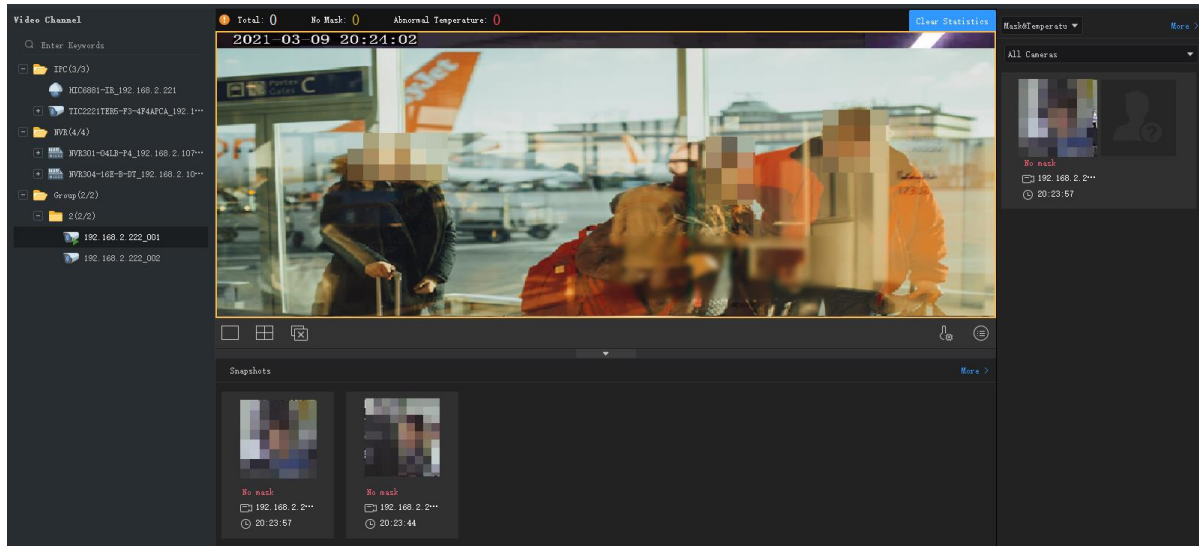 Video Channel
Enter Keywords
IPC(3/3)
HIC6881-IR_192.168.2.221
TIC2221TER5-F3-4F4APCA_192.1···
NVR(4/4)
NVR301-04LB-P4_192.168.2.107···
NVR304-16E-B-DT_192.168.2.10···
Group(2/2)
2(2/2)
192.168.2.222_001
192.168.2.222_002
Total: 0 No Mask: 0 Abnormal Temperature: 0
Clear Statistics
2021-03-09 20:24:02
Gates C
Snapshots
More >
No mask
192.168.2.2···
20:23:57
No mask
192.168.2.2···
20:23:44
Mask&Temperatu
More >
All Cameras
No mask
192.168.2.2···
20:23:57